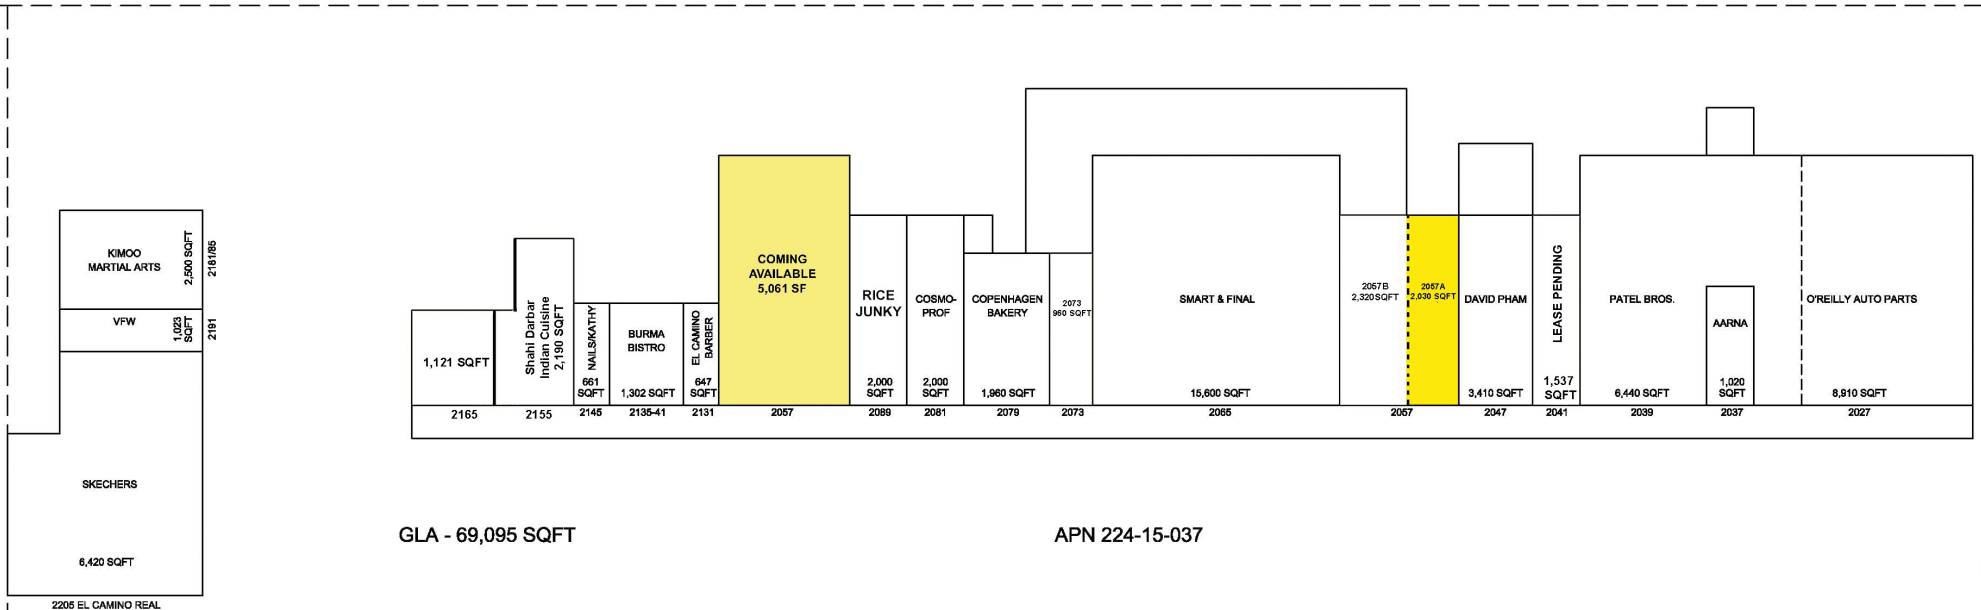 KIMOO
MARTIAL ARTS
2,500 SQFT
2181/85
VFW
1,023
SQFT
2191
SKECHERS
6,420 SQFT
2205 EL CAMINO REAL
1,121 SQFT
2165
Shahi Darbar
Indian Cuisine
2,190 SQFT
2155
NAILS/KATHY
661
SQFT
2145
BURMA
BISTRO
1,302 SQFT
2135-41
EL CAMINO
BARBER
647
SQFT
2131
COMING
AVAILABLE
5,061 SF
2057
RICE
JUNKY
2,000
SQFT
2089
COSMO-
PROF
2,000
SQFT
2081
COPENHAGEN
BAKERY
1,960 SQFT
2079
2073
960 SQFT
2073
SMART & FINAL
15,600 SQFT
2065
2057B
2,320SQFT
2057A
2,030 SQFT
2057
DAVID PHAM
3,410 SQFT
2047
LEASE PENDING
1,537
SQFT
2041
PATEL BROS.
6,440 SQFT
2039
AARNA
1,020
SQFT
2037
O'REILLY AUTO PARTS
8,910 SQFT
2027
GLA - 69,095 SQFT
APN 224-15-037